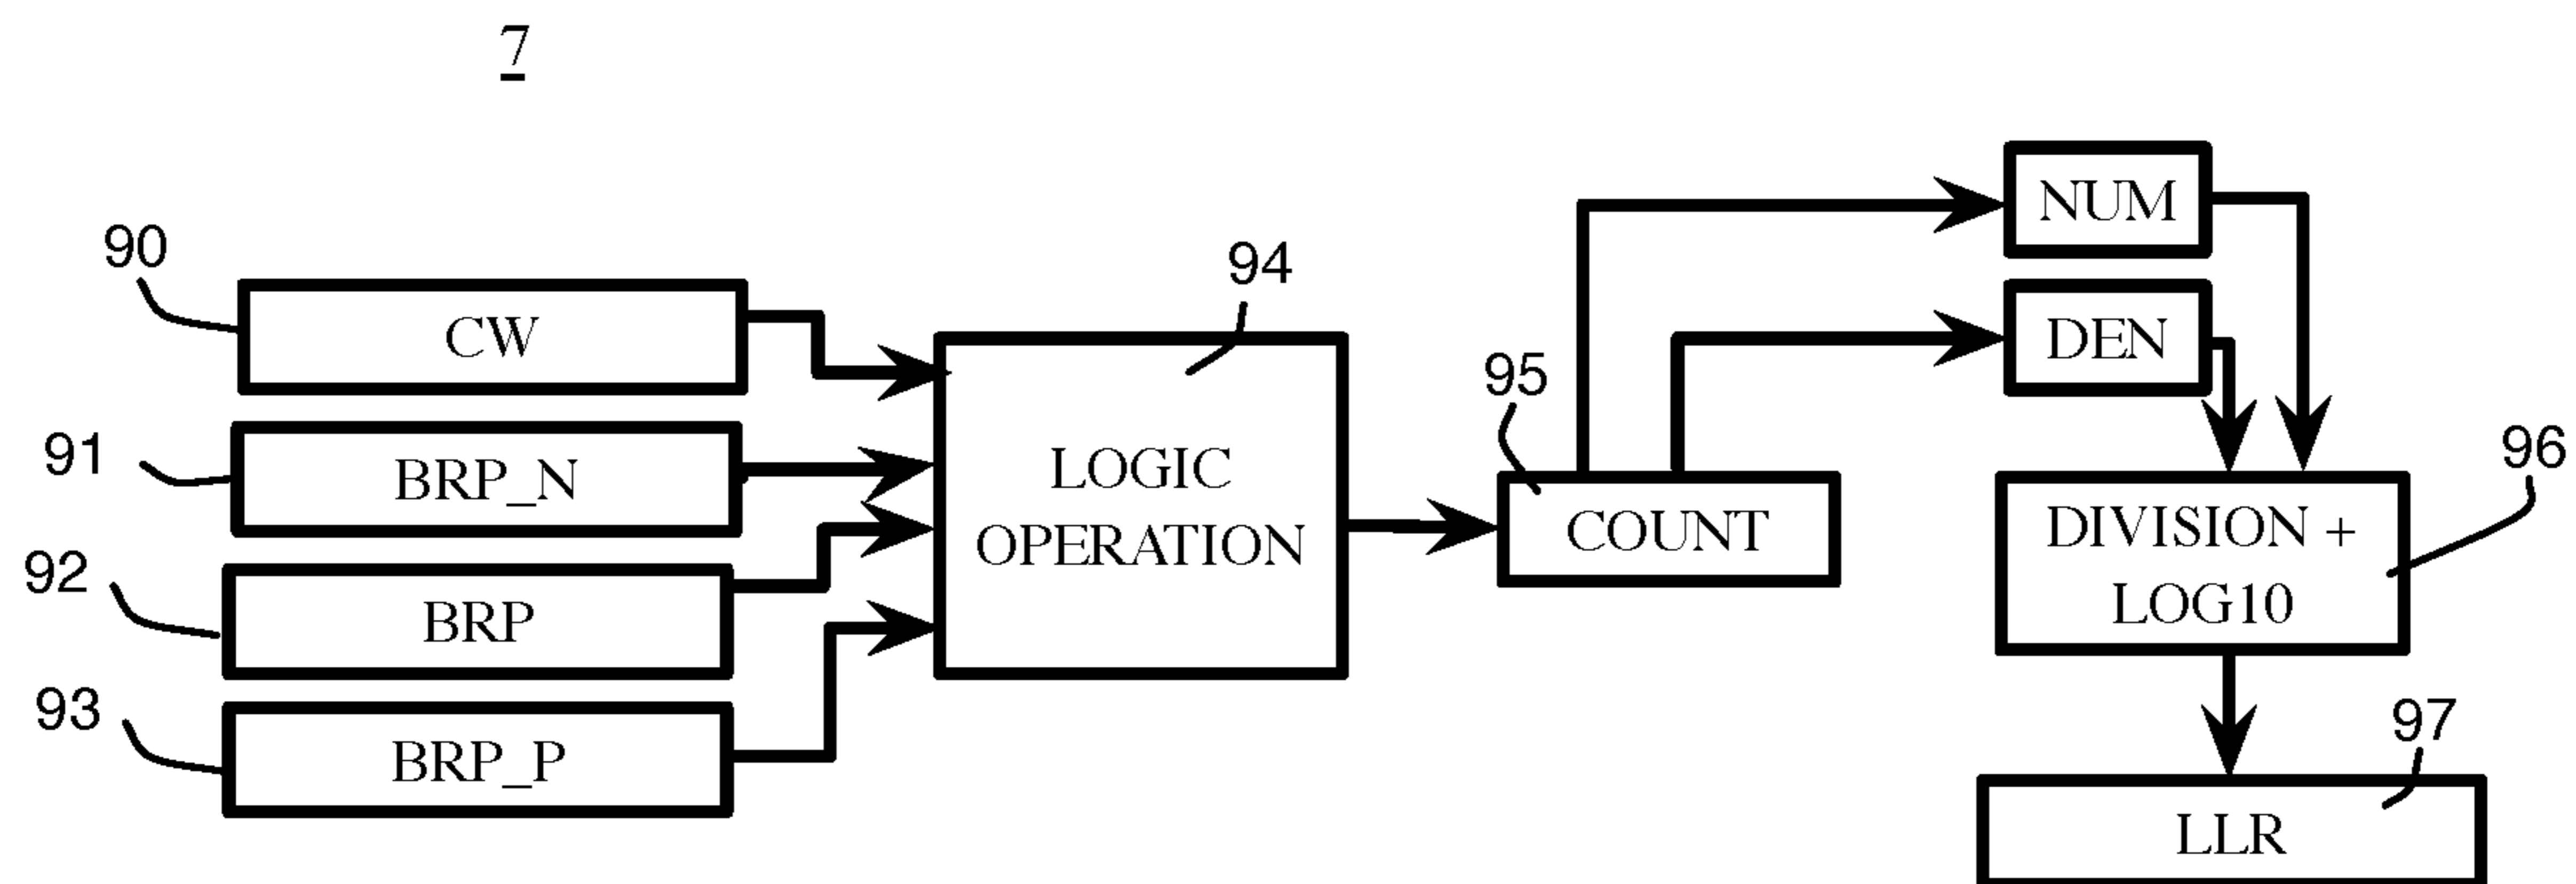 7
90
CW
91
BRP_N
92
BRP
93
BRP_P
94
LOGIC
OPERATION
95
COUNT
NUM
DEN
96
DIVISION +
LOG10
97
LLR